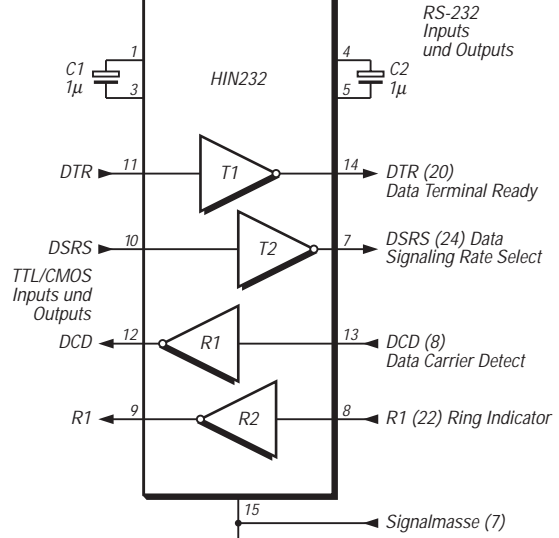 RS-232
Inputs
und Outputs
1
4
C1
1µ
HIN232
C2
1µ
3
5
DTR
11
T1
14
DTR (20)
Data Terminal Ready
DSRS
10
T2
7
DSRS (24) Data
Signaling Rate Select
TTL/CMOS
Inputs und
Outputs
DCD
12
R1
13
DCD (8)
Data Carrier Detect
R1
9
R2
8
R1 (22) Ring Indicator
15
Signalmasse (7)